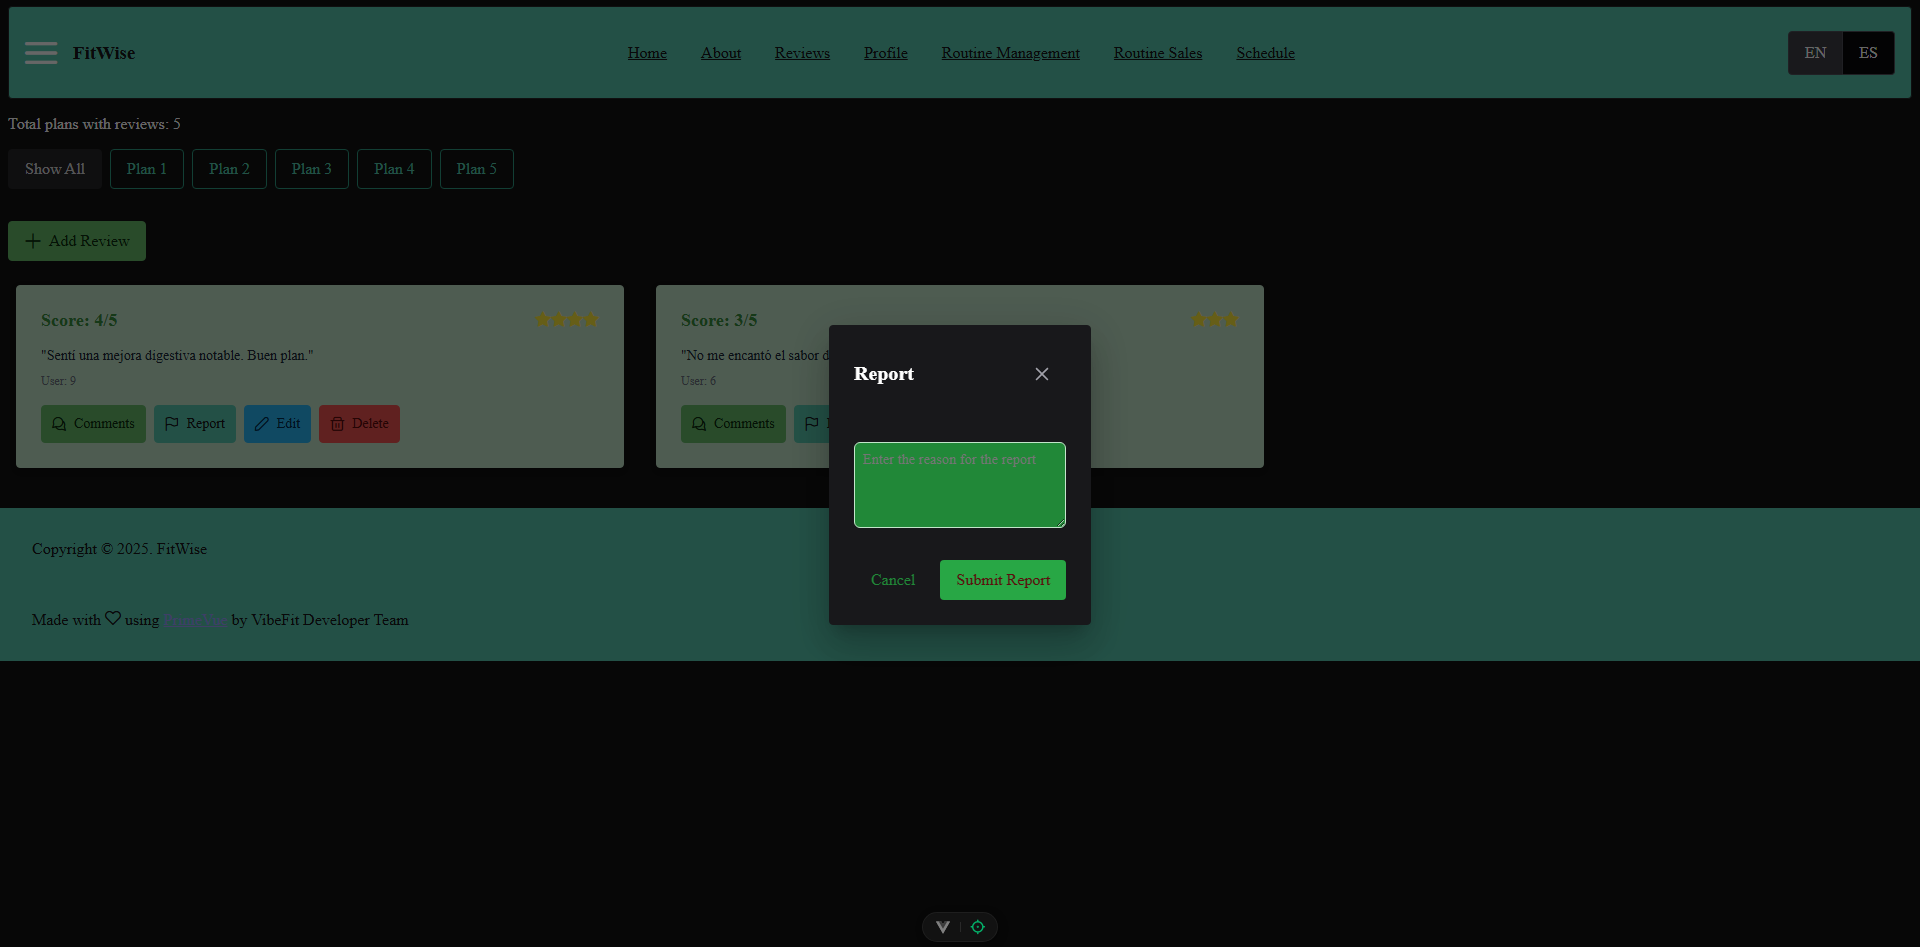 FitWise
Home About Reviews Profile Routine Management Routine Sales Schedule
EN ES
Total plans with reviews: 5
Show All Plan 1 Plan 2 Plan 3 Plan 4 Plan 5
Add Review
Score: 4/5
"Sentí una mejora digestiva notable. Buen plan."
User: 9
Comments Report Edit Delete
Score: 3/5
"No me encantó el sabor d
User: 6
Comments
Report
Enter the reason for the report
Cancel Submit Report
Copyright © 2025. FitWise
Made with using by VibeFit Developer Team